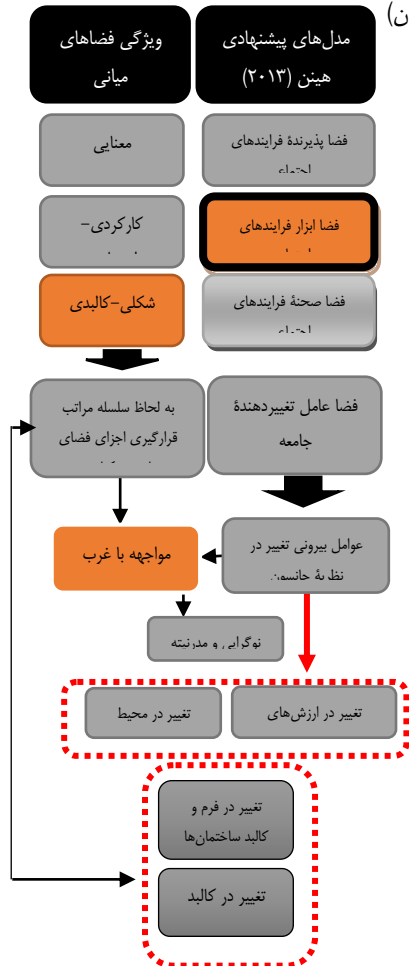 ن)
مدل‌های پیشنهادی
هینن (۲۰۱۳)
ویژگی فضاهای
میانی
فضا پذیرندهٔ فرایندهای
معنایی
فضا ابزار فرایندهای
کارکردی-
فضا صحنهٔ فرایندهای
شکلی-کالبدی
فضا عامل تغییردهندهٔ
جامعه
به لحاظ سلسله مراتب
قرارگیری اجزای فضای
عوامل بیرونی تغییر در
نظریهٔ جانسون
مواجهه با غرب
نوگرایی و مدرنیته
تغییر در ارزش‌های
تغییر در محیط
تغییر در فرم و
کالبد ساختمان‌ها
تغییر در کالبد